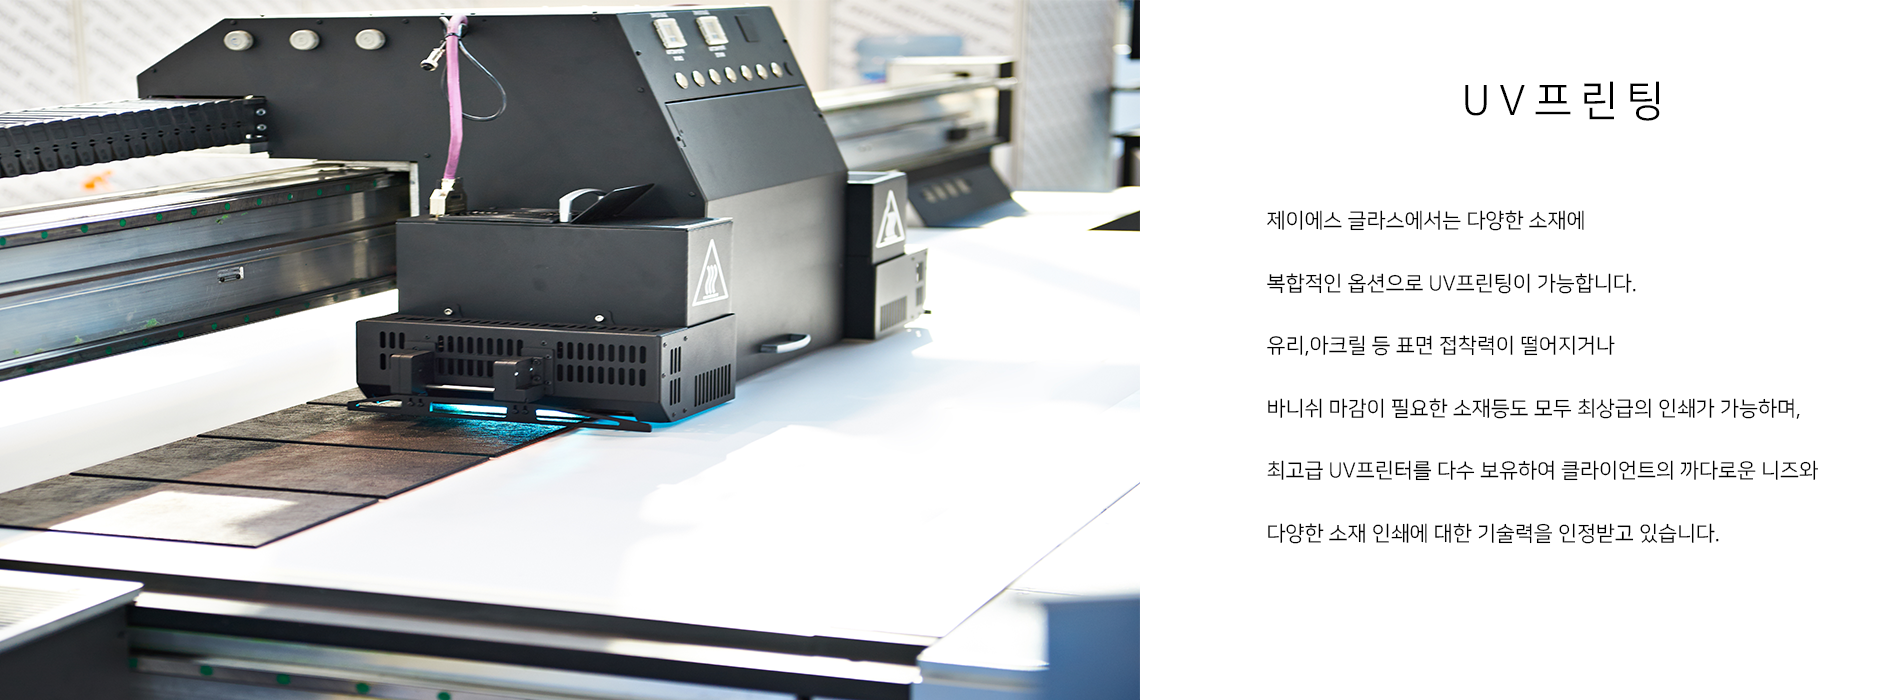 UV프린팅
제이에스 글라스에서는 다양한 소재에
복합적인 옵션으로 UV프린팅이 가능합니다.
유리,아크릴 등 표면 접착력이 떨어지거나
바니쉬 마감이 필요한 소재등도 모두 최상급의 인쇄가 가능하며,
최고급 UV프린터를 다수 보유하여 클라이언트의 까다로운 니즈와
다양한 소재 인쇄에 대한 기술력을 인정받고 있습니다.